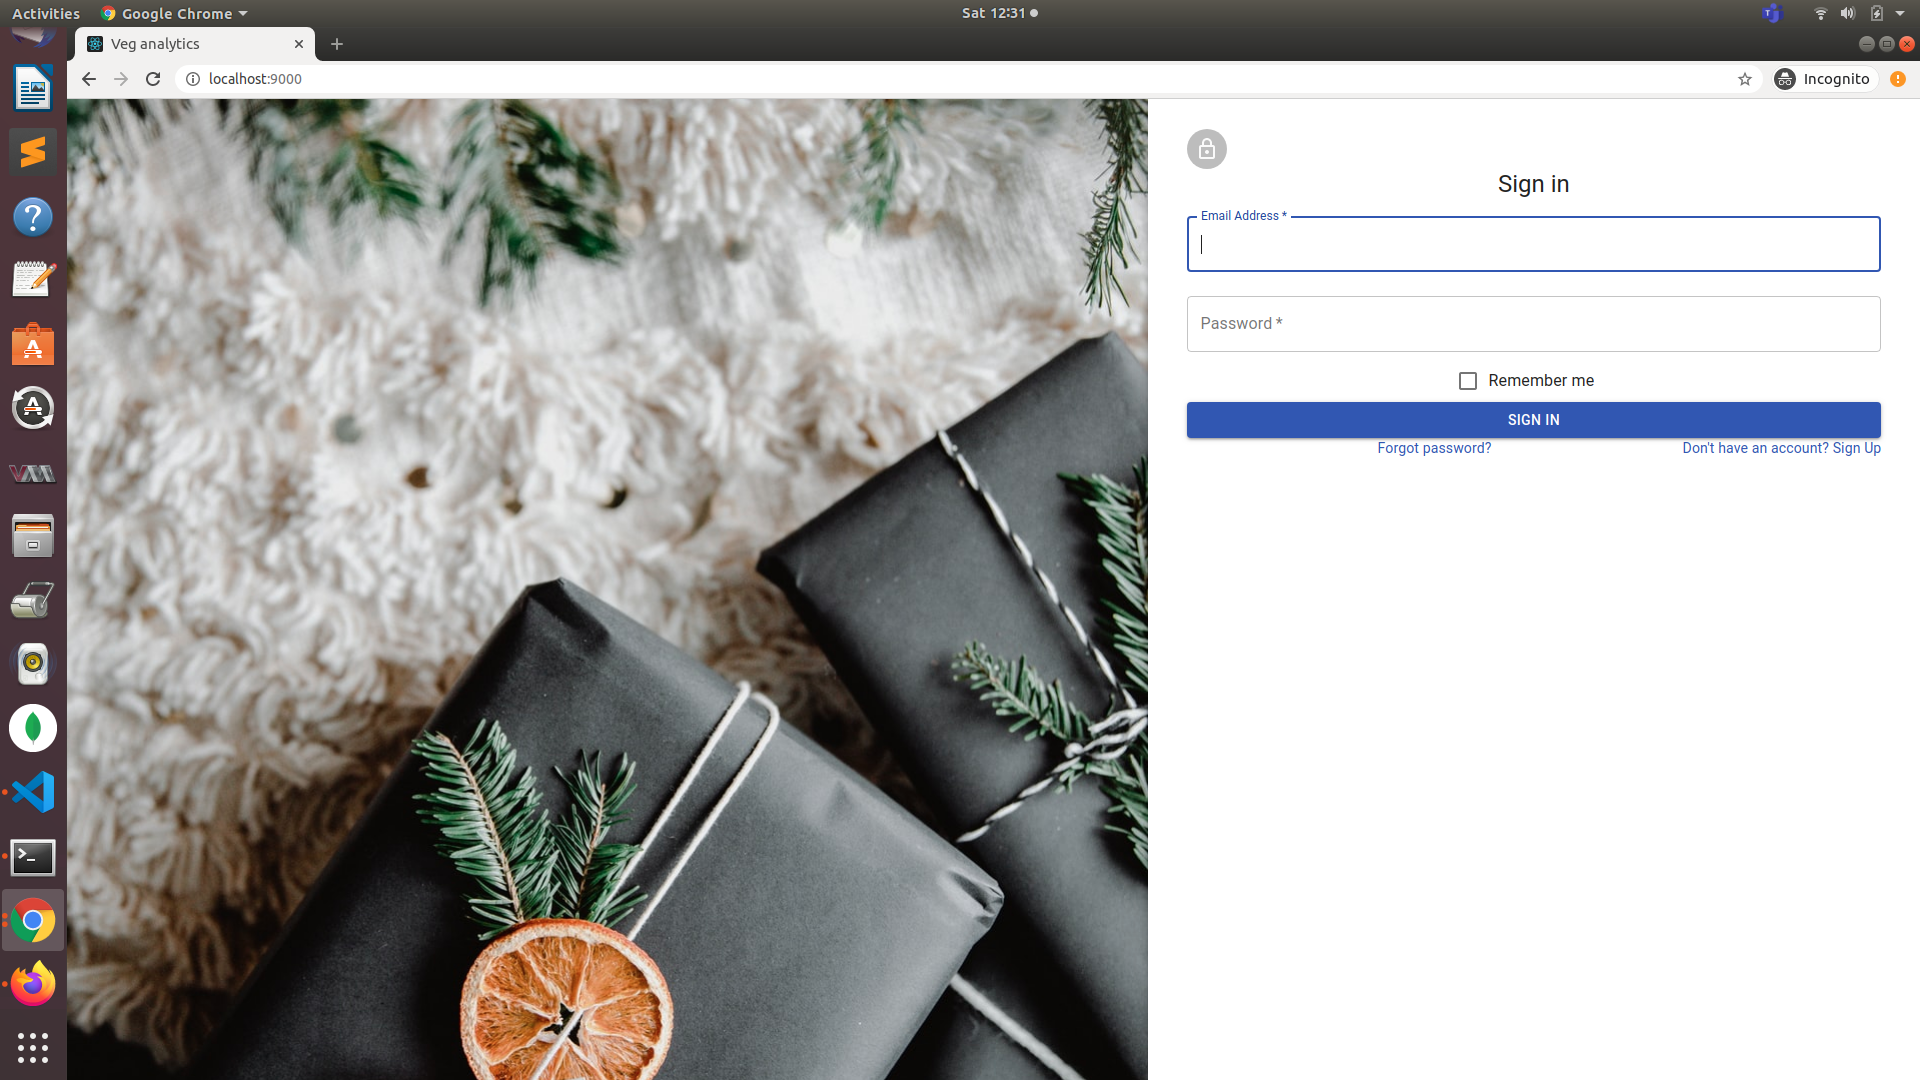 Activities
Google Chrome
Sat 12:31
Veg analytics
localhost:9000
Incognito
Sign in
Email Address *
Password *
Remember me
SIGN IN
Forgot password?
Don't have an account? Sign Up